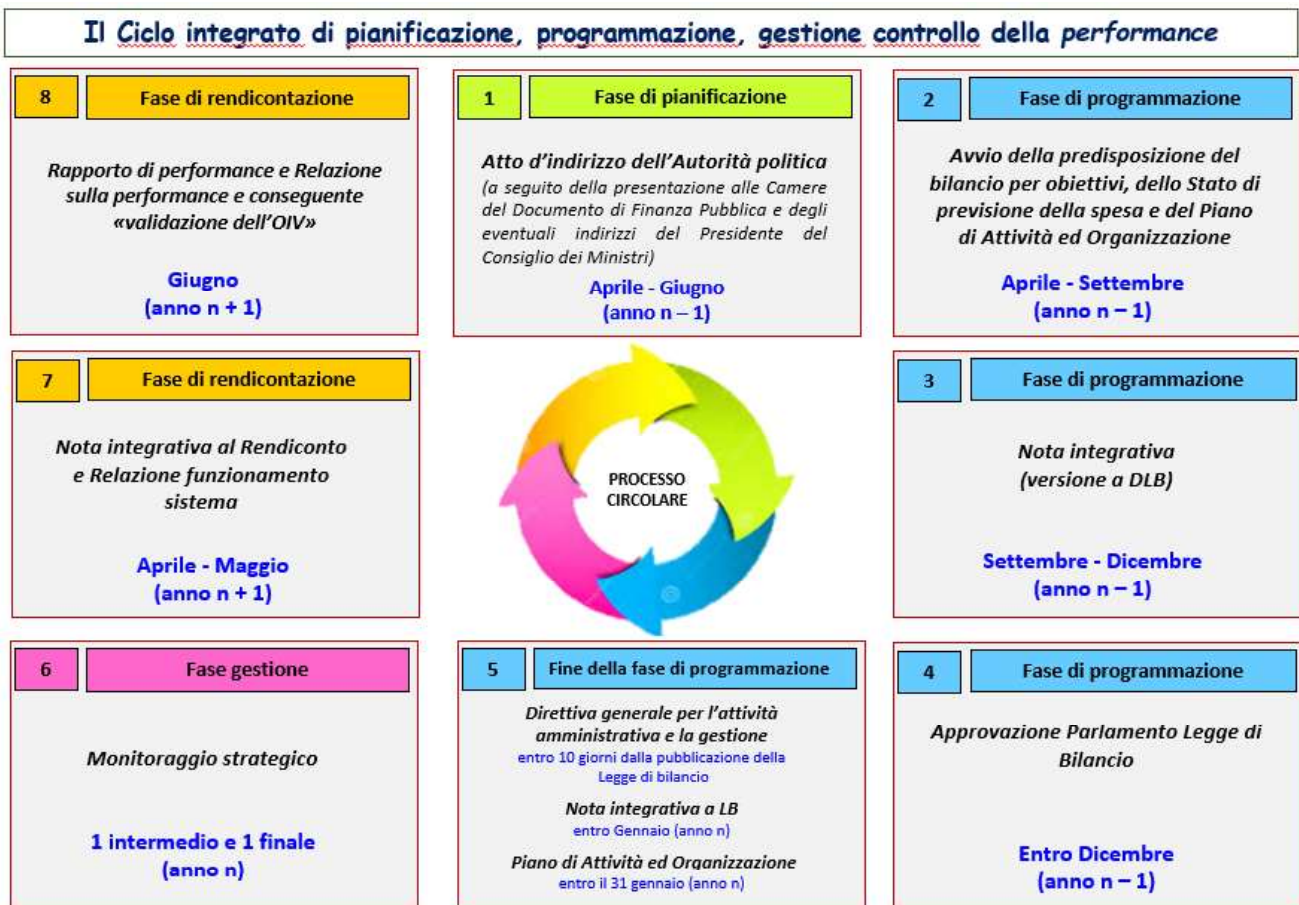 Il Ciclo integrato di pianificazione, programmazione, gestione controllo della performance
8
Fase di rendicontazione
Rapporto di performance e Relazione
sulla performance e conseguente
«validazione dell'OIV»
Giugno
(anno n + 1)
1
Fase di pianificazione
Atto d'indirizzo dell'Autorità politica
(a seguito della presentazione alle Camere
del Documento di Finanza Pubblica e degli
eventuali indirizzi del Presidente del
Consiglio dei Ministri)
Aprile - Giugno
(anno n – 1)
2
Fase di programmazione
Avvio della predisposizione del
bilancio per obiettivi, dello Stato di
previsione della spesa e del Piano
di Attività ed Organizzazione
Aprile - Settembre
(anno n – 1)
7
Fase di rendicontazione
Nota integrativa al Rendiconto
e Relazione funzionamento
sistema
Aprile - Maggio
(anno n + 1)
PROCESSO
CIRCOLARE
3
Fase di programmazione
Nota integrativa
(versione a DLB)
Settembre - Dicembre
(anno n – 1)
6
Fase gestione
Monitoraggio strategico
1 intermedio e 1 finale
(anno n)
5
Fine della fase di programmazione
Direttiva generale per l'attività
amministrativa e la gestione
entro 10 giorni dalla pubblicazione della
Legge di bilancio
Nota integrativa a LB
entro Gennaio (anno n)
Piano di Attività ed Organizzazione
entro il 31 gennaio (anno n)
4
Fase di programmazione
Approvazione Parlamento Legge di
Bilancio
Entro Dicembre
(anno n – 1)